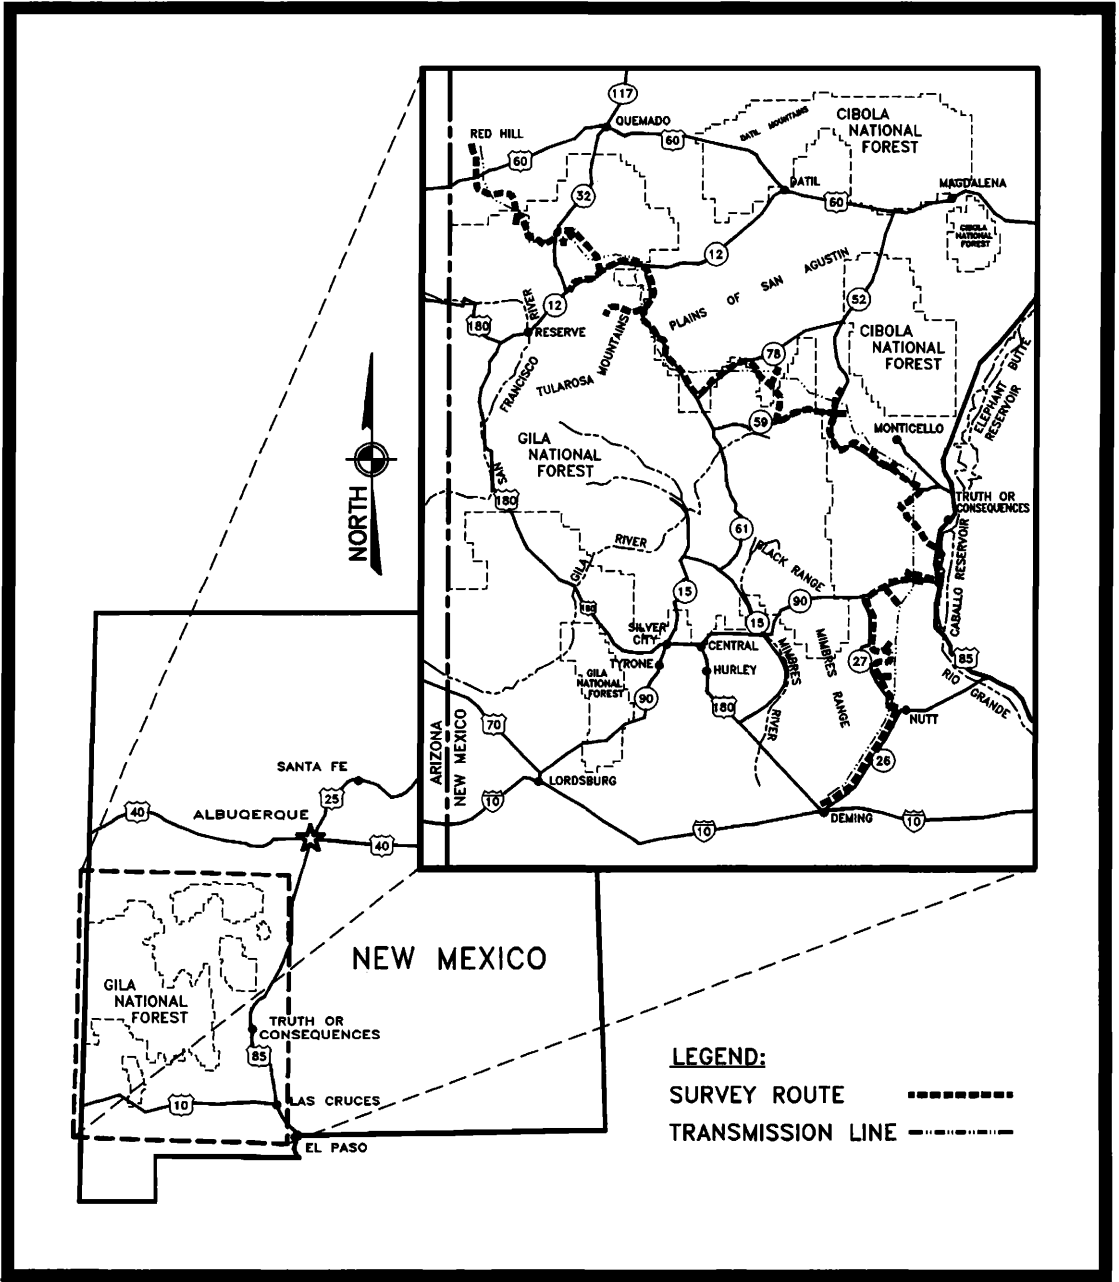 117
QUEMADO
RED HILL
60
60
DATIL MOUNTAINS
CIBOLA
NATIONAL
FOREST
32
DATIL
60
MAGDALENA
CIBOLA
NATIONAL
FOREST
12
PLAINS OF SAN AGUSTIN
52
12
RIVER
180
RESERVE
FRANCISCO
SAN
TULAROSA MOUNTAINS
78
CIBOLA
NATIONAL
FOREST
ELEPHANT BUTTE
RESERVOIR
59
MONTICELLO
GILA
NATIONAL
FOREST
180
TRUTH OR
CONSEQUENCES
NORTH
61
GILA RIVER
BLACK RANGE
CABALLO RESERVOIR
15
90
180
15
SILVER
CITY
CENTRAL
MIMBRES
RIVER
MIMBRES
RANGE
27
85
TYRONE
HURLEY
GILA
NATIONAL
FOREST
90
180
RIO GRANDE
NUTT
70
ARIZONA
NEW MEXICO
26
LORDSBURG
10
10
DEMING
10
SANTA FE
25
ALBUQERQUE
40
40
NEW MEXICO
GILA
NATIONAL
FOREST
TRUTH OR
CONSEQUENCES
85
10
LAS CRUCES
EL PASO
LEGEND:
SURVEY ROUTE
TRANSMISSION LINE